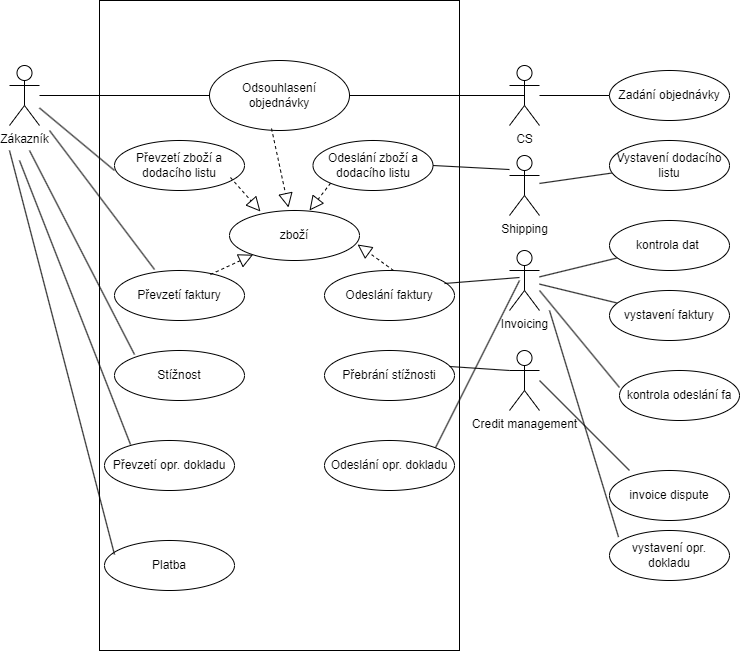 Odsouhlasení
objednávky
Zadání objednávky
Zákazník
CS
Převzetí zboží a
dodacího listu
Odeslání zboží a
dodacího listu
Vystavení dodacího
listu
Shipping
zboží
kontrola dat
Převzetí faktury
Odeslání faktury
Invoicing
vystavení faktury
Stížnost
Přebrání stížnosti
kontrola odeslání fa
Credit management
Převzetí opr. dokladu
Odeslání opr. dokladu
invoice dispute
vystavení opr.
dokladu
Platba